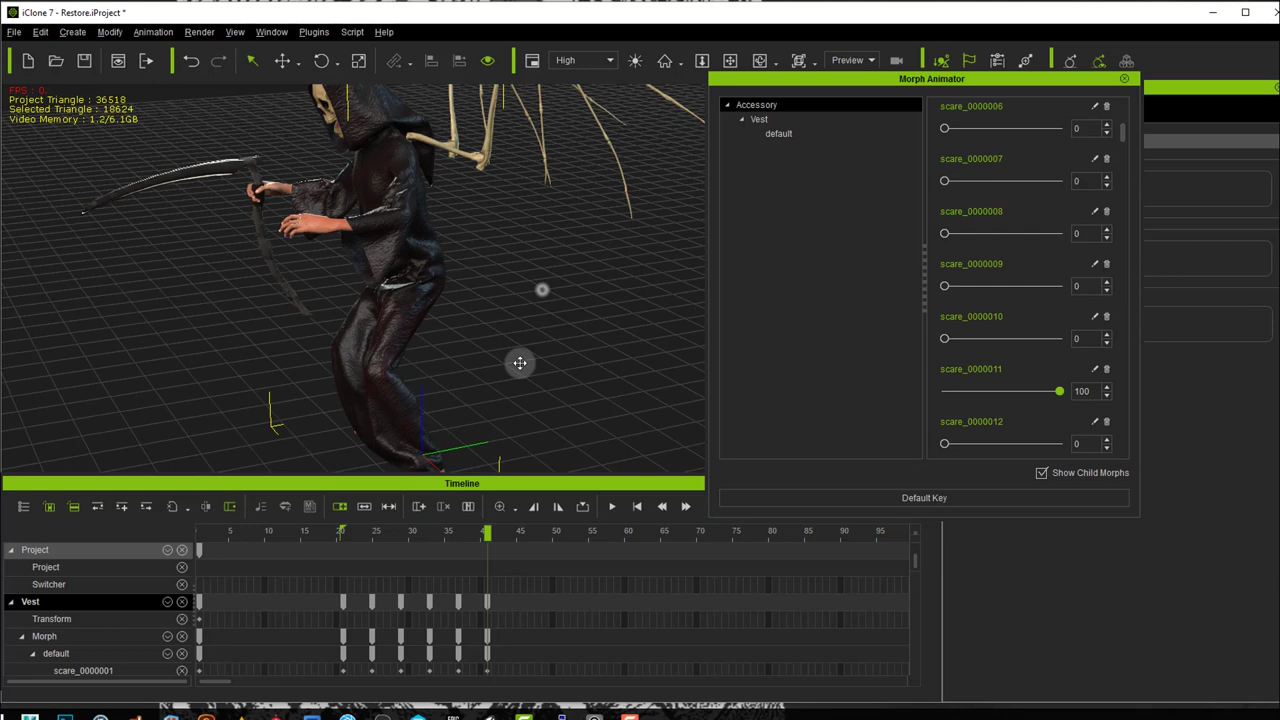 iClone 7 - Restore.iProject *
File Edit Create Modify Animation Render View Window Plugins Script Help
High
Preview
FPS : 0.
Project Triangle : 36518
Selected Triangle : 18624
Video Memory : 1.2/6.1GB
Morph Animator
Accessory
Vest
default
scare_0000006
0
scare_0000007
0
scare_0000008
0
scare_0000009
0
scare_0000010
0
scare_0000011
100
scare_0000012
0
Show Child Morphs
Default Key
Timeline
5 10 15 20 25 30 35 50 55 60 65 70 75 80 85 90 95
Project
Project
Switcher
Vest
Transform
Morph
default
scare_0000001